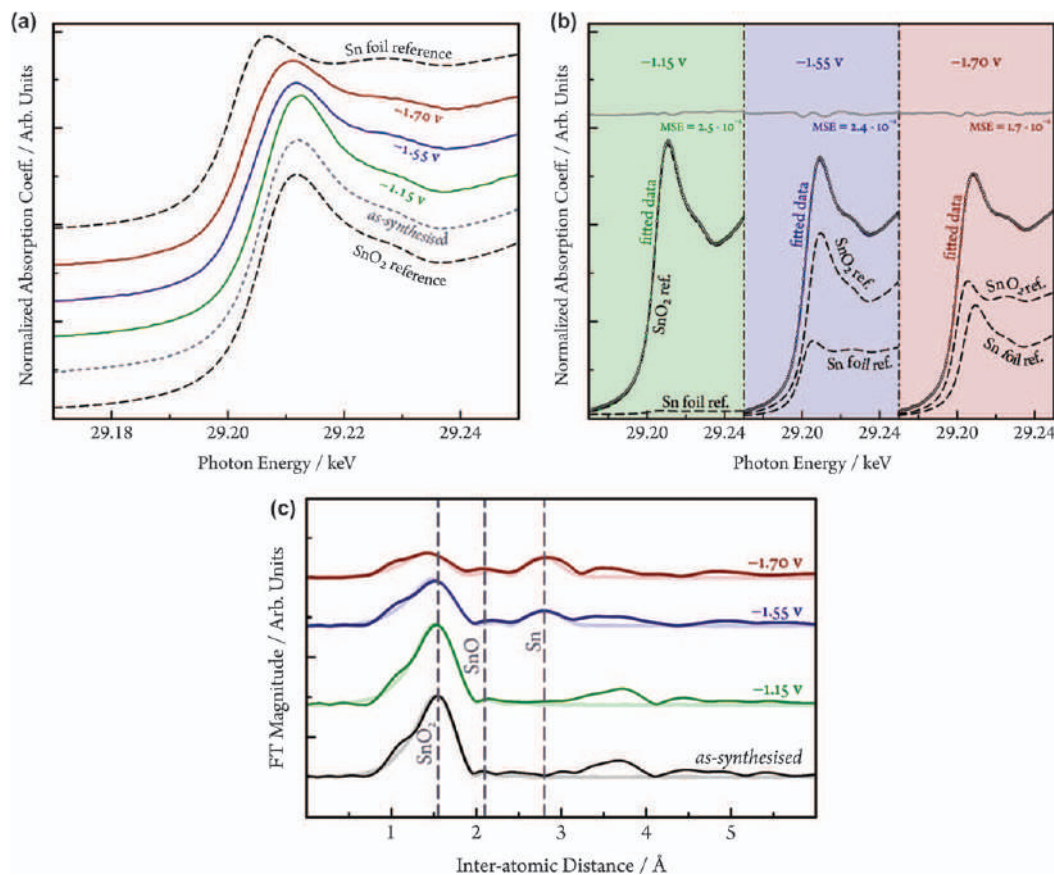 (a)
Sn foil reference
−1.70 v
−1.55 v
−1.15 v
as-synthesised
SnO₂ reference
Normalized Absorption Coeff. / Arb. Units
29.18 29.20 29.22 29.24
Photon Energy / keV
(b)
−1.15 v −1.55 v −1.70 v
MSE = 2.5 · 10 MSE = 2.4 · 10 MSE = 1.7 · 10
fitted data
SnO₂ ref.
Sn foil ref.
fitted data
SnO₂ ref.
Sn foil ref.
fitted data
SnO₂ ref.
Sn foil ref.
Normalized Absorption Coeff. / Arb. Units
29.20 29.24 29.20 29.24 29.20 29.24
Photon Energy / keV
(c)
−1.70 v
−1.55 v
−1.15 v
as-synthesised
SnO₂
SnO
Sn
FT Magnitude / Arb. Units
1 2 3 4 5
Inter-atomic Distance / Å